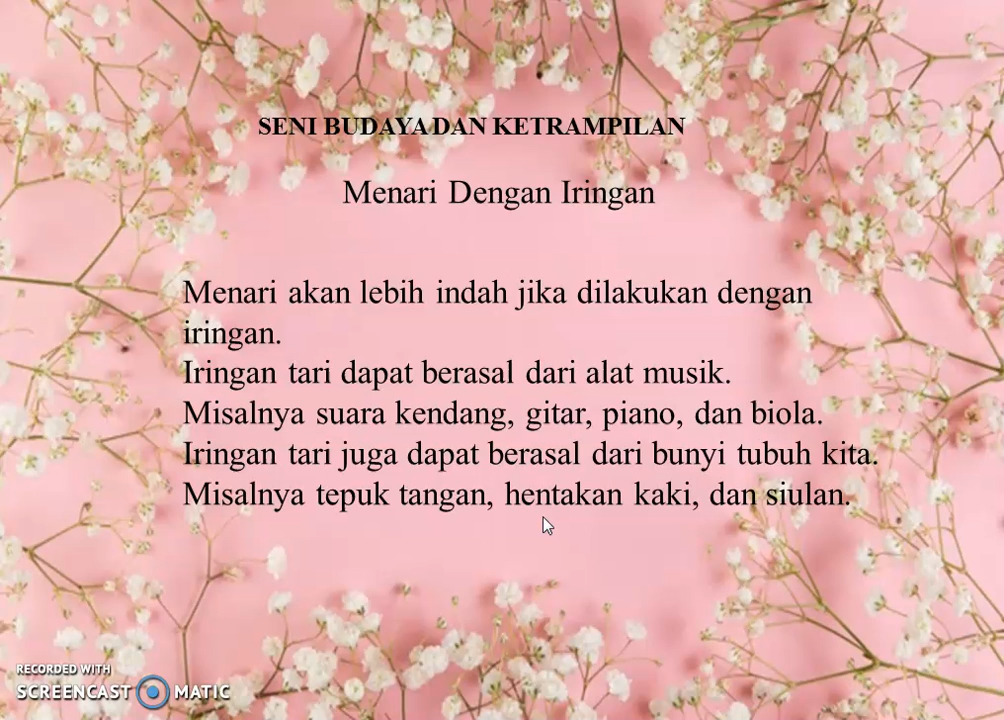 SENI BUDAYA DAN KETRAMPILAN
Menari Dengan Iringan
Menari akan lebih indah jika dilakukan dengan
iringan.
Iringan tari dapat berasal dari alat musik.
Misalnya suara kendang, gitar, piano, dan biola.
Iringan tari juga dapat berasal dari bunyi tubuh kita.
Misalnya tepuk tangan, hentakan kaki, dan siulan.
RECORDED WITH
SCREENCAST MATIC